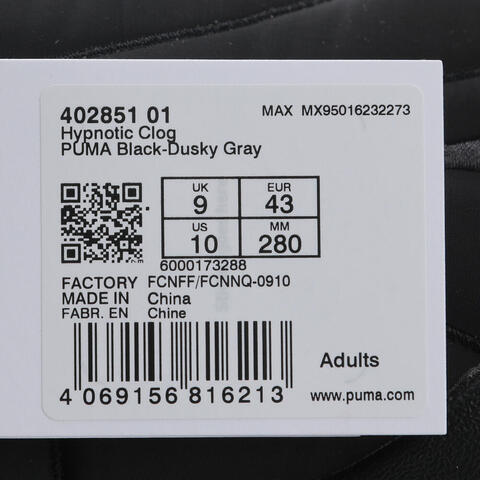 402851 01 MAX MX95016232273
Hypnotic Clog
PUMA Black-Dusky Gray
UK EUR
9 43
US MM
10 280
6000173288
FACTORY FCNFF/FCNNQ-0910
MADE IN China
FABR. EN Chine
Adults
4 069156 816213 www.puma.com